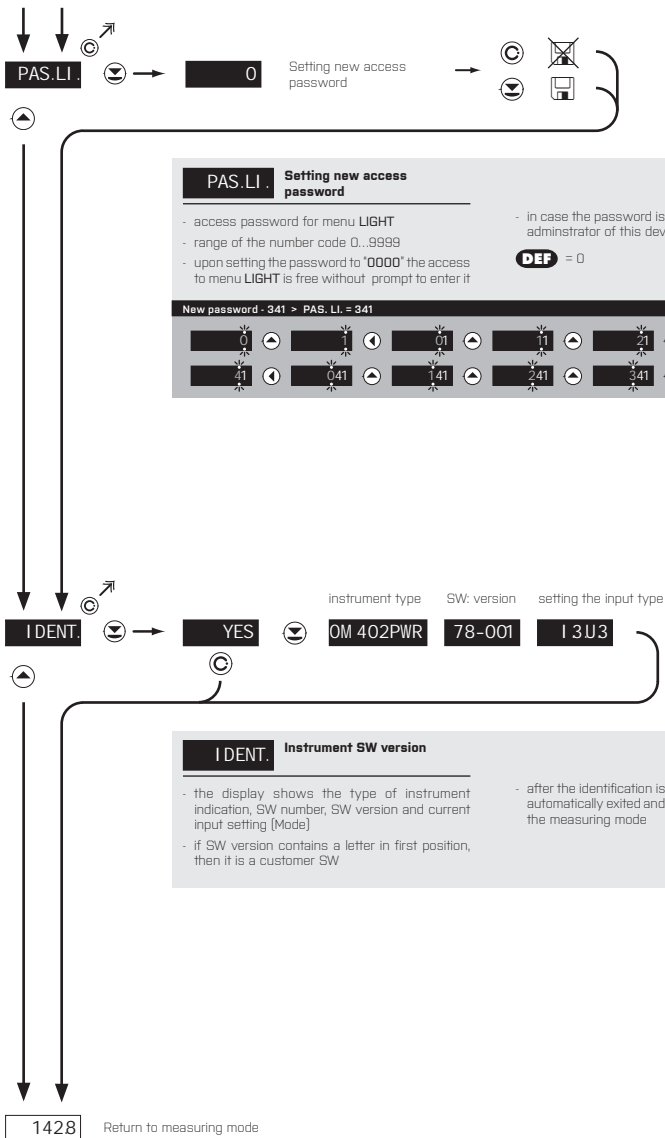 PAS.LI.
0
Setting new access
password
PAS.LI.
Setting new access
password
- access password for menu LIGHT
- range of the number code 0...9999
- upon setting the password to "0000" the access
to menu LIGHT is free without prompt to enter it
- in case the password is
adminstrator of this dev
DEF = 0
New password - 341 > PAS. LI. = 341
0 1 01 11 21
41 041 141 241 341
instrument type SW: version setting the input type
IDENT. YES OM 402PWR 78-001 I3.U3
IDENT. Instrument SW version
- the display shows the type of instrument
indication, SW number, SW version and current
input setting (Mode)
- if SW version contains a letter in first position,
then it is a customer SW
- after the identification is
automatically exited and
the measuring mode
142.8 Return to measuring mode